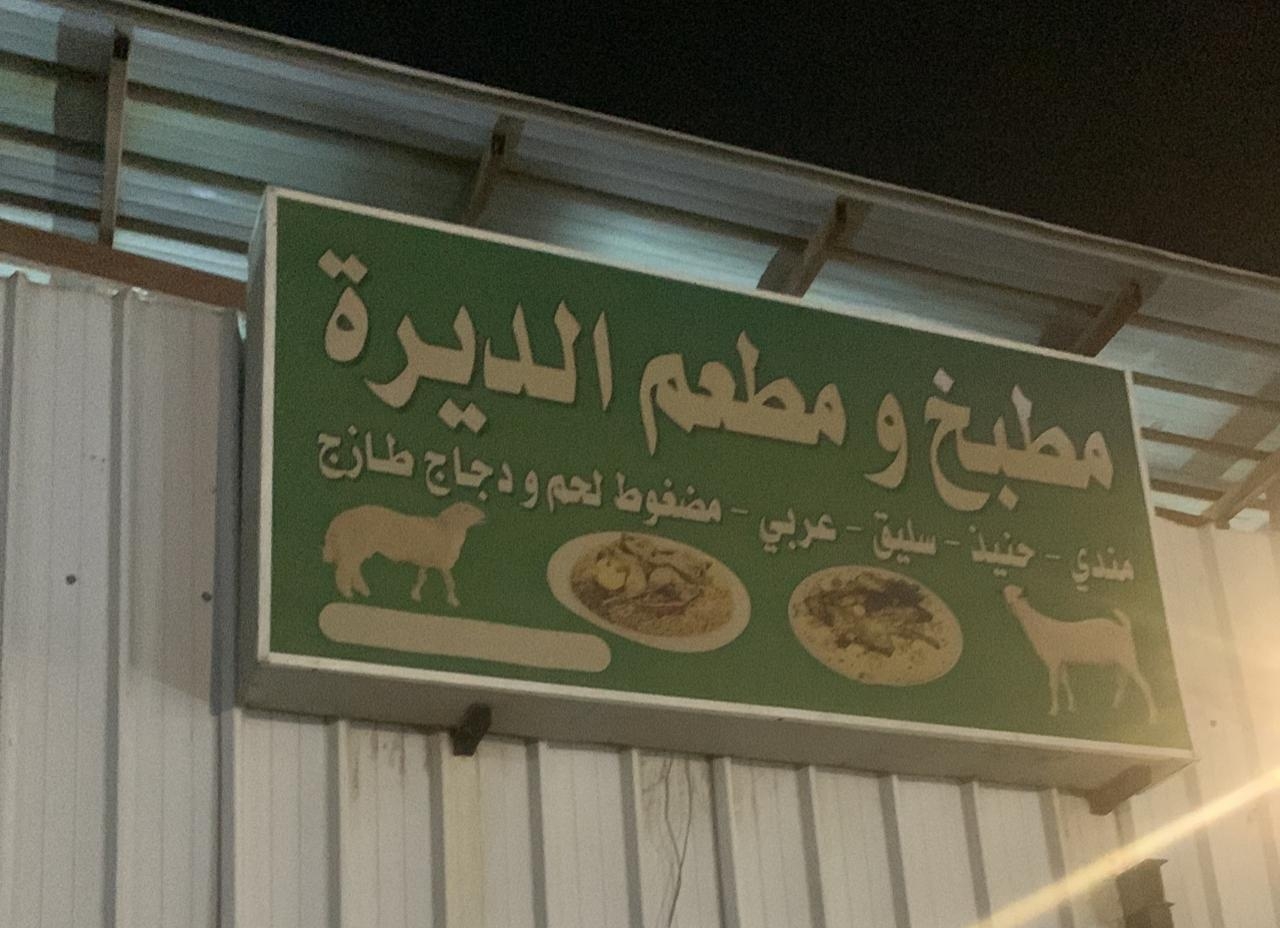 مطبخ و مطعم الديرة
مندي - حنيذ - سليق - عربي - مضغوط لحم و دجاج طازج